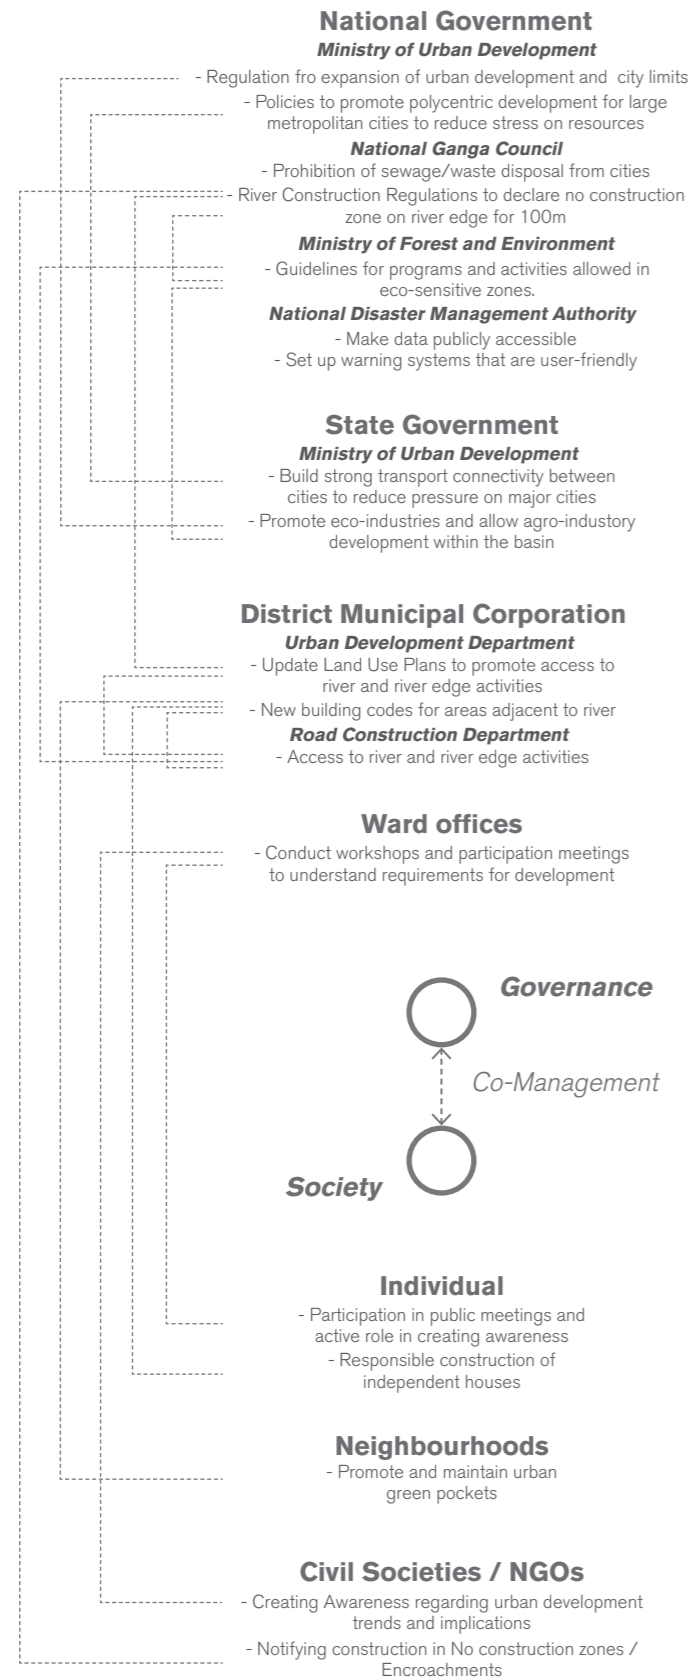 National Government
Ministry of Urban Development
- Regulation fro expansion of urban development and city limits
- Policies to promote polycentric development for large
metropolitan cities to reduce stress on resources
National Ganga Council
- Prohibition of sewage/waste disposal from cities
- River Construction Regulations to declare no construction
zone on river edge for 100m
Ministry of Forest and Environment
- Guidelines for programs and activities allowed in
eco-sensitive zones.
National Disaster Management Authority
- Make data publicly accessible
- Set up warning systems that are user-friendly
State Government
Ministry of Urban Development
- Build strong transport connectivity between
cities to reduce pressure on major cities
- Promote eco-industries and allow agro-industory
development within the basin
District Municipal Corporation
Urban Development Department
- Update Land Use Plans to promote access to
river and river edge activities
- New building codes for areas adjacent to river
Road Construction Department
- Access to river and river edge activities
Ward offices
- Conduct workshops and participation meetings
to understand requirements for development
Governance
Co-Management
Society
Individual
- Participation in public meetings and
active role in creating awareness
- Responsible construction of
independent houses
Neighbourhoods
- Promote and maintain urban
green pockets
Civil Societies / NGOs
- Creating Awareness regarding urban development
trends and implications
- Notifying construction in No construction zones /
Encroachments